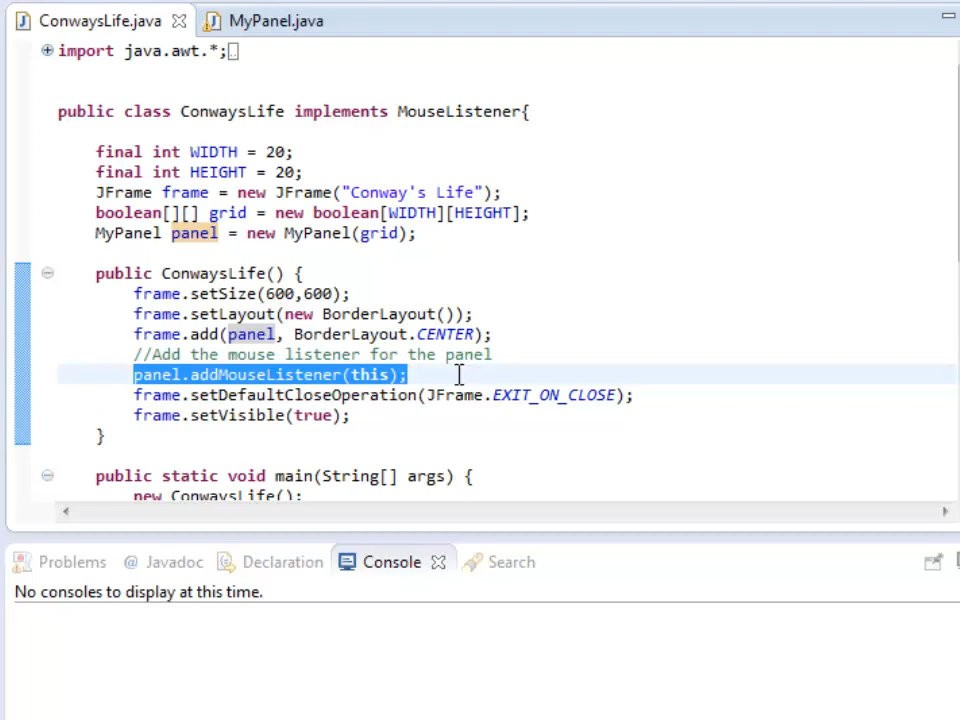 ConwaysLife.java MyPanel.java
import java.awt.*;
public class ConwaysLife implements MouseListener{
final int WIDTH = 20;
final int HEIGHT = 20;
JFrame frame = new JFrame("Conway's Life");
boolean[][] grid = new boolean[WIDTH][HEIGHT];
MyPanel panel = new MyPanel(grid);
public ConwaysLife() {
frame.setSize(600,600);
frame.setLayout(new BorderLayout());
frame.add(panel, BorderLayout.CENTER);
//Add the mouse listener for the panel
panel.addMouseListener(this);
frame.setDefaultCloseOperation(JFrame.EXIT_ON_CLOSE);
frame.setVisible(true);
}
public static void main(String[] args) {
new ConwaysLife();
Problems @ Javadoc Declaration Console Search
No consoles to display at this time.